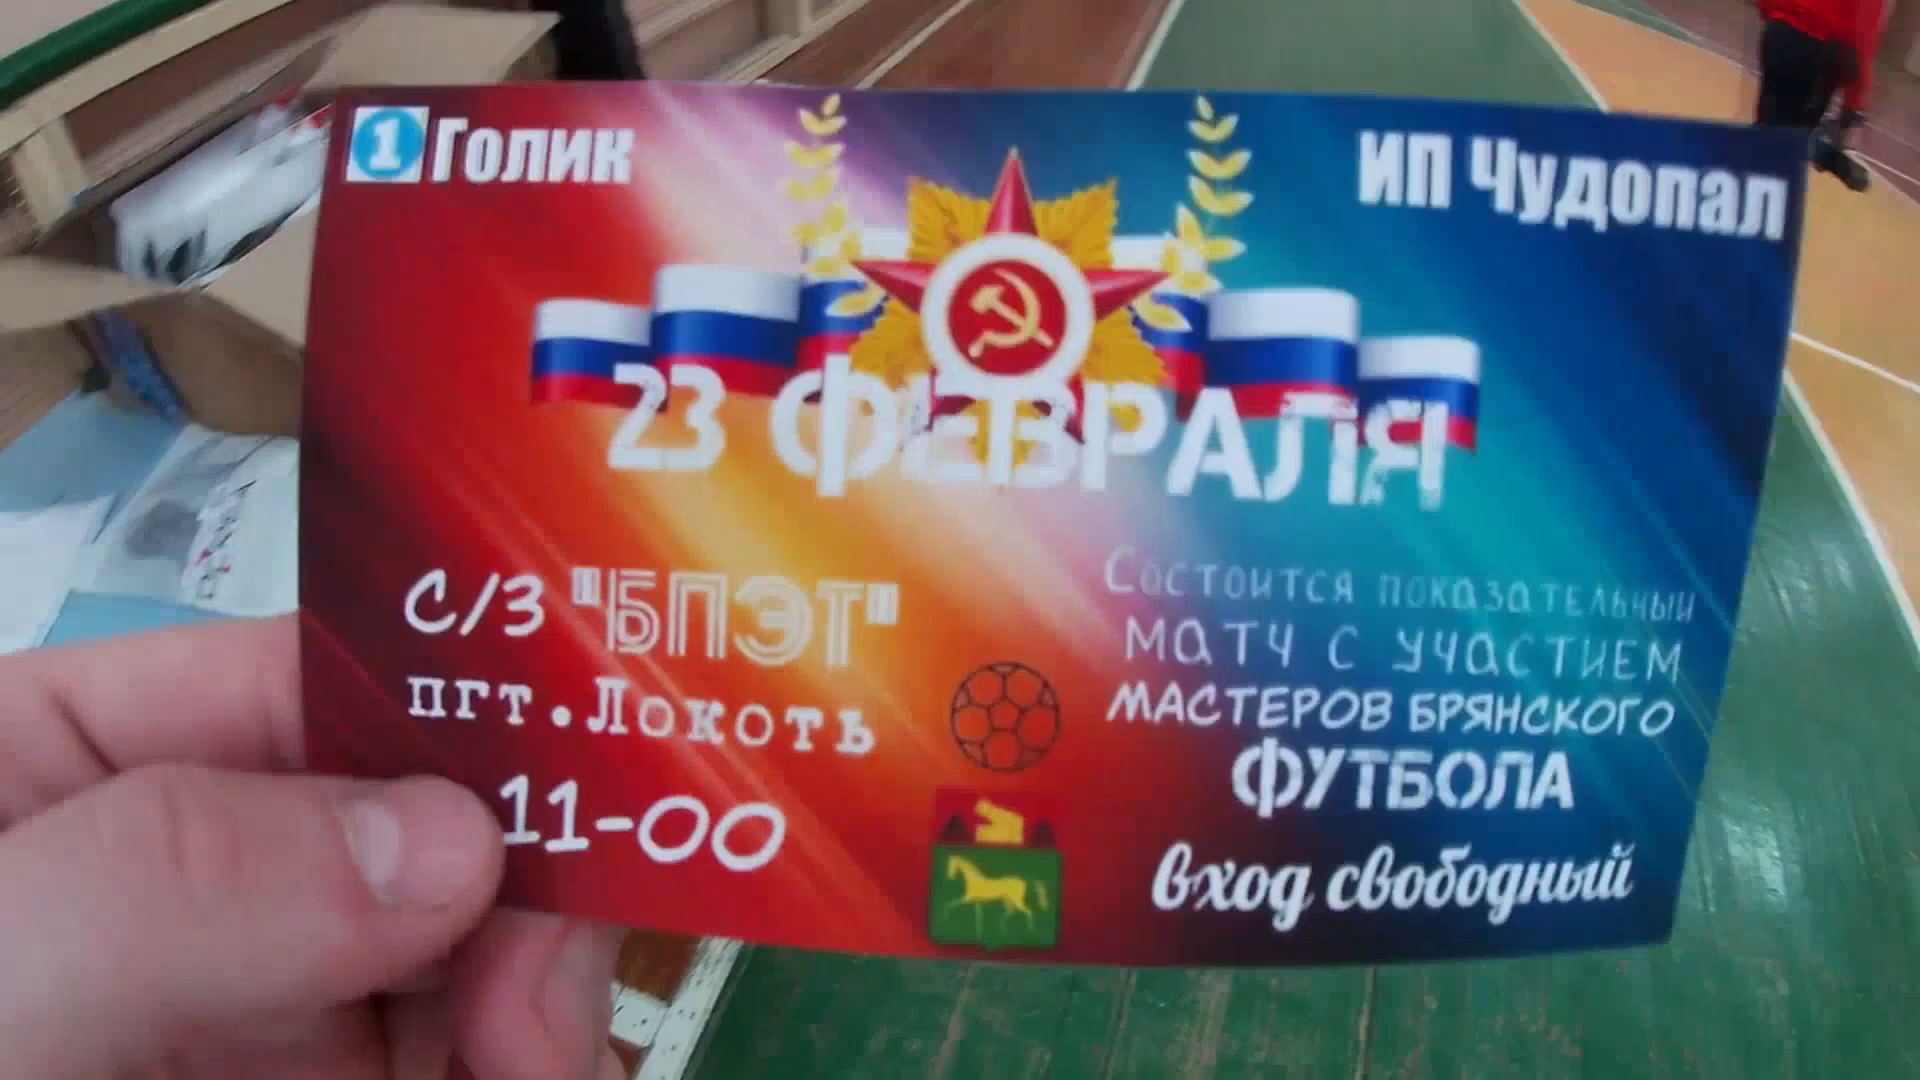 1 Голик
ИП Чудопал
23 ФЕВРАЛЯ
С/З "БПЭТ"
пгт.Локоть
11-00
Состоится показательный
матч с участием
мастеров Брянского
ФУТБОЛА
вход свободный